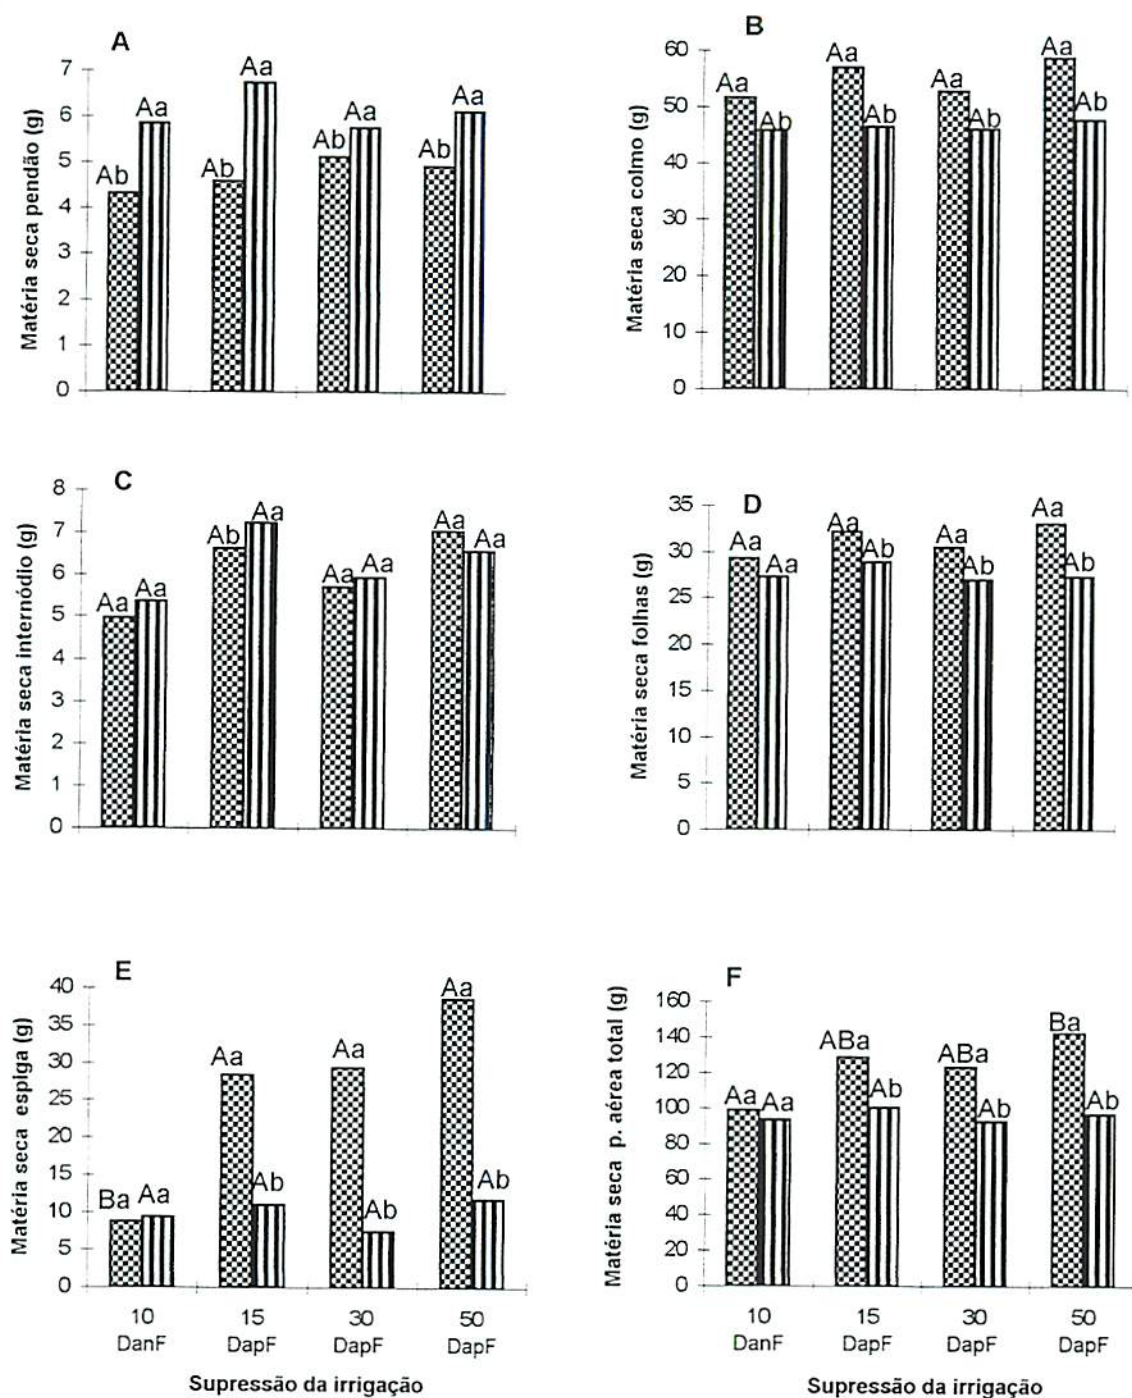 A
Matéria seca pendão (g)
7
6
5
4
3
2
1
0
Ab
Aa
Ab
Aa
Ab
Aa
Ab
Aa
B
Matéria seca colmo (g)
60
50
40
30
20
10
0
Aa
Ab
Aa
Ab
Aa
Ab
Aa
Ab
C
Matéria seca internódio (g)
8
7
6
5
4
3
2
1
0
Aa
Aa
Ab
Aa
Aa
Aa
Aa
Aa
D
Matéria seca folhas (g)
35
30
25
20
15
10
5
0
Aa
Aa
Aa
Ab
Aa
Ab
Aa
Ab
E
Matéria seca espiga (g)
40
35
30
25
20
15
10
5
0
Ba
Aa
Aa
Ab
Aa
Ab
Aa
Ab
10
DanF
15
DapF
30
DapF
50
DapF
Supressão da irrigação
F
Matéria seca p. aérea total (g)
160
140
120
100
80
60
40
20
0
Aa
Aa
ABa
Ab
ABa
Ab
Ba
Ab
10
DanF
15
DapF
30
DapF
50
DapF
Supressão da irrigação